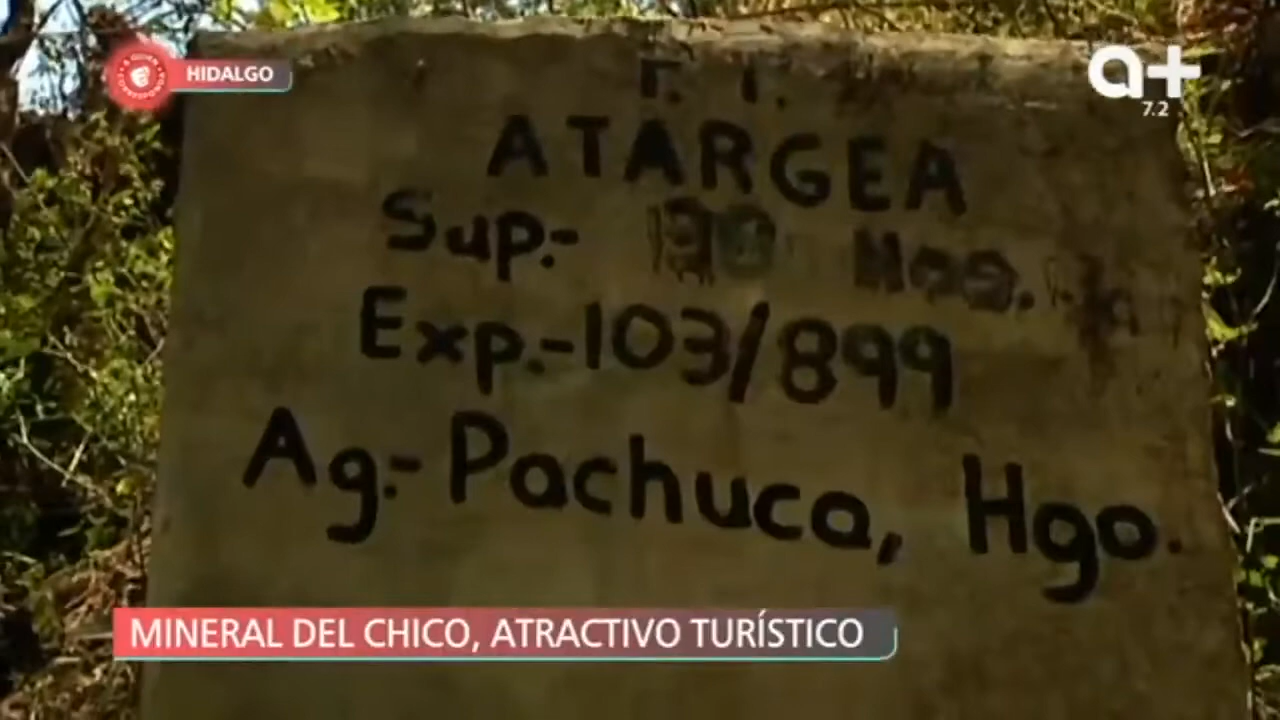 HIDALGO
a+
7.2
F. I.
ATARGEA
Sup:-
Exp.-103/899
Ag:- Pachuca, Hgo.
MINERAL DEL CHICO, ATRACTIVO TURÍSTICO